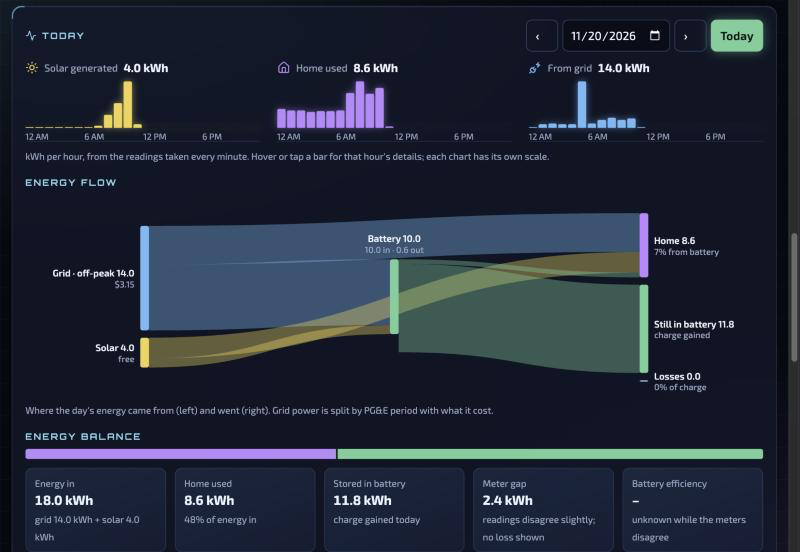 TODAY
‹ 11/20/2026 › Today
Solar generated 4.0 kWh
Home used 8.6 kWh
From grid 14.0 kWh
12 AM 6 AM 12 PM 6 PM
12 AM 6 AM 12 PM 6 PM
12 AM 6 AM 12 PM 6 PM
kWh per hour, from the readings taken every minute. Hover or tap a bar for that hour's details; each chart has its own scale.
ENERGY FLOW
Battery 10.0
10.0 in · 0.6 out
Home 8.6
7% from battery
Grid · off-peak 14.0
$3.15
Still in battery 11.8
charge gained
Solar 4.0
free
Losses 0.0
0% of charge
Where the day's energy came from (left) and went (right). Grid power is split by PG&E period with what it cost.
ENERGY BALANCE
Energy in
18.0 kWh
grid 14.0 kWh + solar 4.0
kWh
Home used
8.6 kWh
48% of energy in
Stored in battery
11.8 kWh
charge gained today
Meter gap
2.4 kWh
readings disagree slightly;
no loss shown
Battery efficiency
–
unknown while the meters
disagree